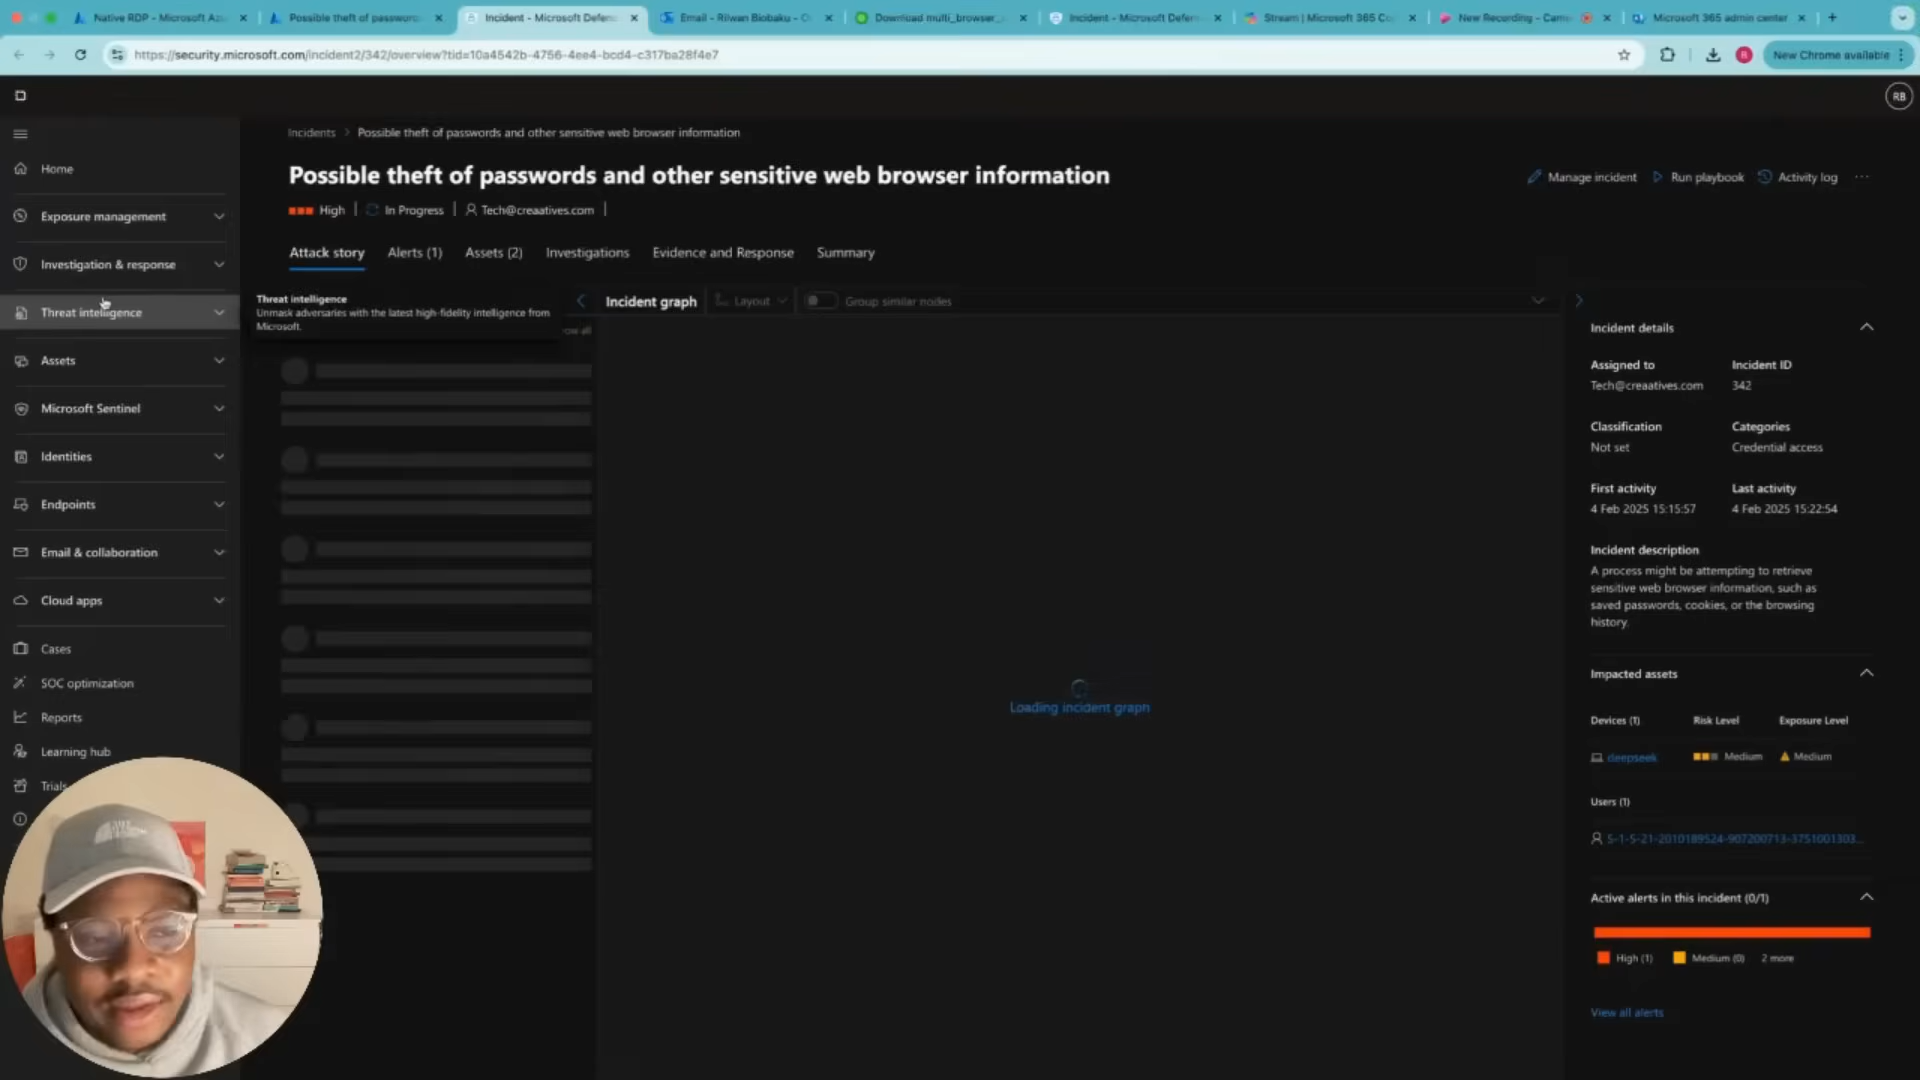 Native RDP - Microsoft Azu
Possible theft of password
Incident - Microsoft Defen
Email - Rilwan Biobaku - O
Download multi_browser_
Incident - Microsoft Defen
Stream | Microsoft 365 Co
New Recording - Cam
Microsoft 365 admin center
https://security.microsoft.com/incident2/342/overview?tid=10a4542b-4756-4ee4-bcd4-c317ba28f4e7
New Chrome available
RB
Home
Exposure management
Investigation & response
Threat intelligence
Assets
Microsoft Sentinel
Identities
Endpoints
Email & collaboration
Cloud apps
Cases
SOC optimization
Reports
Learning hub
Trials
Incidents > Possible theft of passwords and other sensitive web browser information
Possible theft of passwords and other sensitive web browser information
Manage incident
Run playbook
Activity log
High | In Progress | Tech@creaatives.com |
Attack story
Alerts (1)
Assets (2)
Investigations
Evidence and Response
Summary
Threat intelligence
Unmask adversaries with the latest high-fidelity intelligence from
Microsoft.
Incident graph
Layout
Group similar nodes
Loading incident graph
Incident details
Assigned to
Incident ID
Tech@creaatives.com
342
Classification
Categories
Not set
Credential access
First activity
Last activity
4 Feb 2025 15:15:57
4 Feb 2025 15:22:54
Incident description
A process might be attempting to retrieve
sensitive web browser information, such as
saved passwords, cookies, or the browsing
history.
Impacted assets
Devices (1)
Risk Level
Exposure Level
deepseek
Medium
Medium
Users (1)
S-1-5-21-2010189524-907200713-3751001303...
Active alerts in this incident (0/1)
High (1)
Medium (0)
2 more
View all alerts